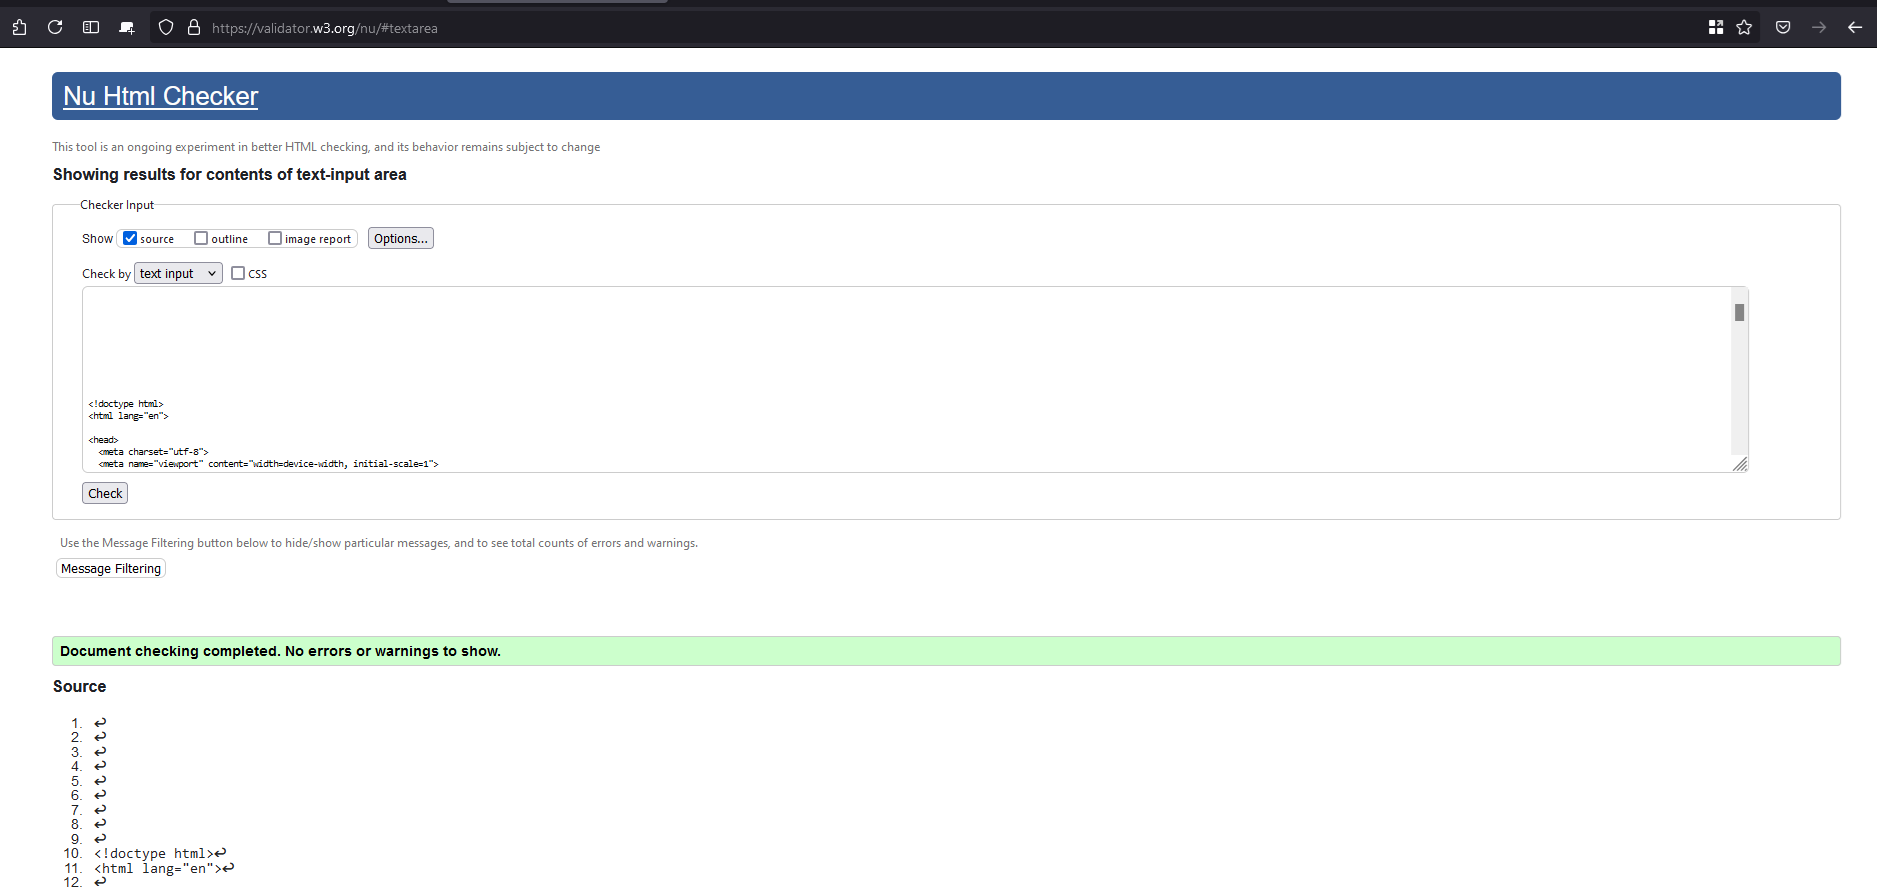 https://validator.w3.org/nu/#textarea
Nu Html Checker
This tool is an ongoing experiment in better HTML checking, and its behavior remains subject to change
Showing results for contents of text-input area
Checker Input
Show source outline image report Options...
Check by text input CSS
<!doctype html>
<html lang="en">
<head>
<meta charset="utf-8">
<meta name="viewport" content="width=device-width, initial-scale=1">
Check
Use the Message Filtering button below to hide/show particular messages, and to see total counts of errors and warnings.
Message Filtering
Document checking completed. No errors or warnings to show.
Source
1. ↩
2. ↩
3. ↩
4. ↩
5. ↩
6. ↩
7. ↩
8. ↩
9. ↩
10. <!doctype html>↩
11. <html lang="en">↩
12. ↩